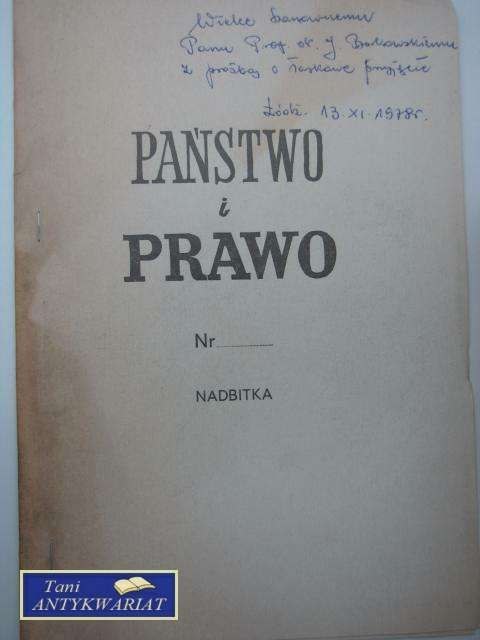 Wielce Szanownemu
Panu Prof. dr. J.
z prośbą o łaskawe przyjęcie
Łódź. 13.XI.1978r.
PAŃSTWO
i
PRAWO
Nr
NADBITKA
Tani
ANTYKWARIAT